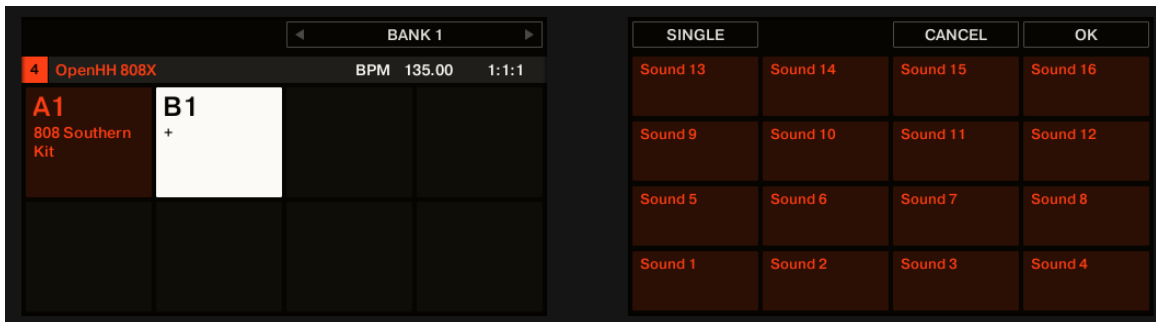 BANK 1
4 OpenHH 808X BPM 135.00 1:1:1
A1
808 Southern
Kit
B1
+
SINGLE CANCEL OK
Sound 13 Sound 14 Sound 15 Sound 16
Sound 9 Sound 10 Sound 11 Sound 12
Sound 5 Sound 6 Sound 7 Sound 8
Sound 1 Sound 2 Sound 3 Sound 4